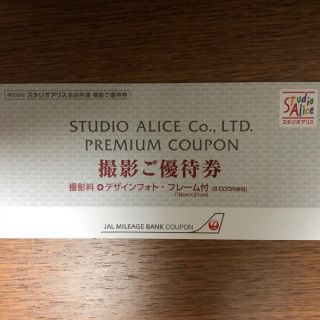 株式会社 スタジオアリス全店共通 撮影ご優待券
Studio
Alice
スタジオアリス
STUDIO ALICE Co., LTD.
PREMIUM COUPON
撮影ご優待券
撮影料+デザインフォト・フレーム付
JAL MILEAGE BANK COUPON